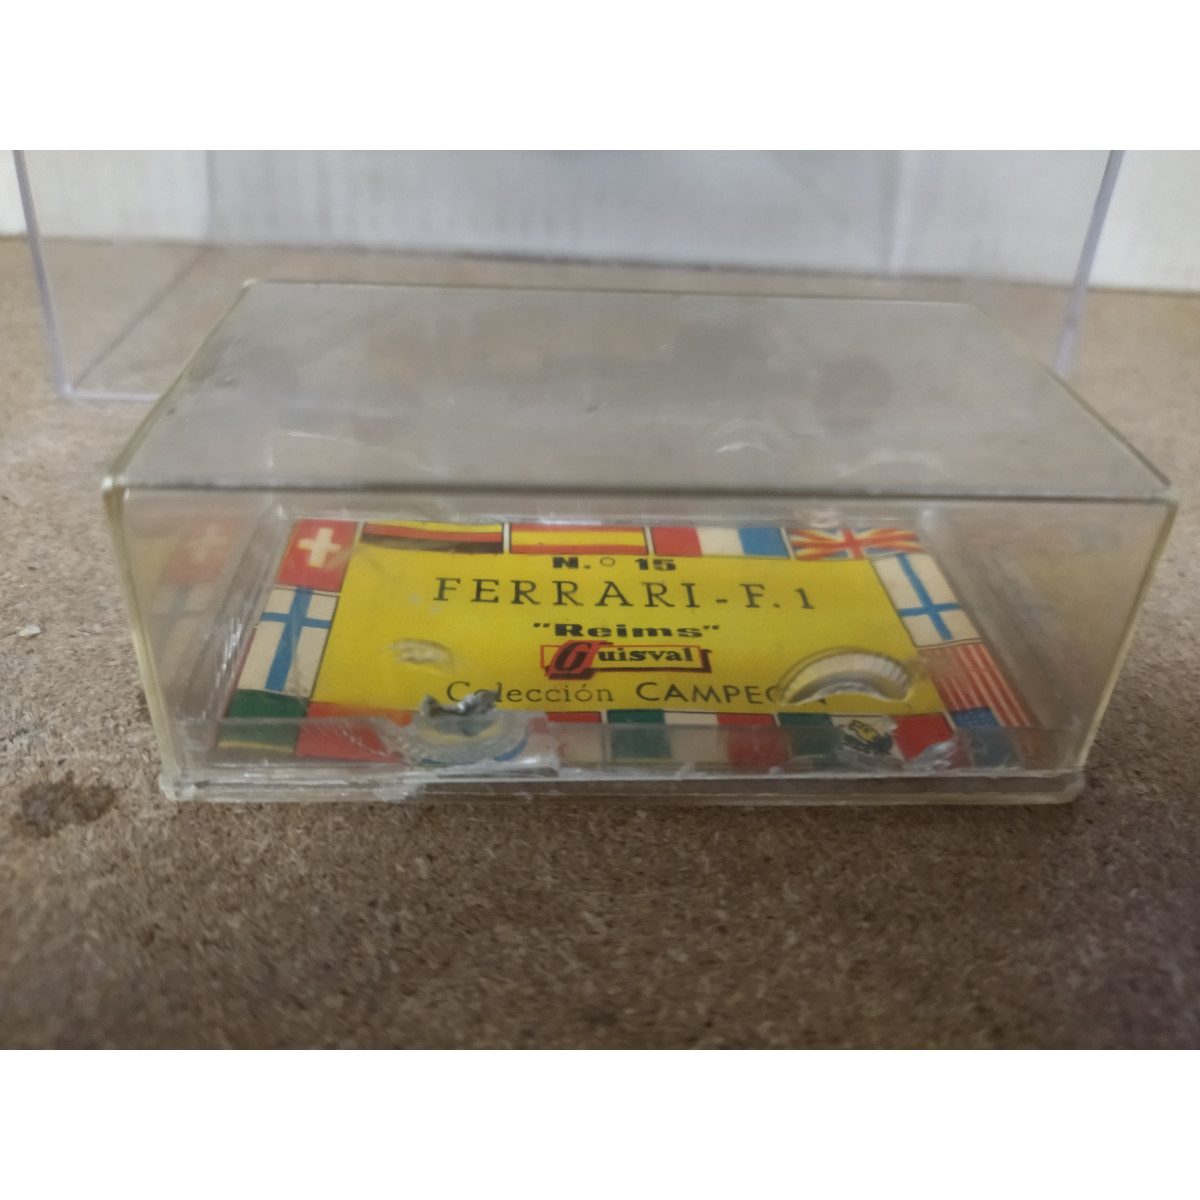 N.º 15
FERRARI - F. 1
"Reims"
Guisval
Colección